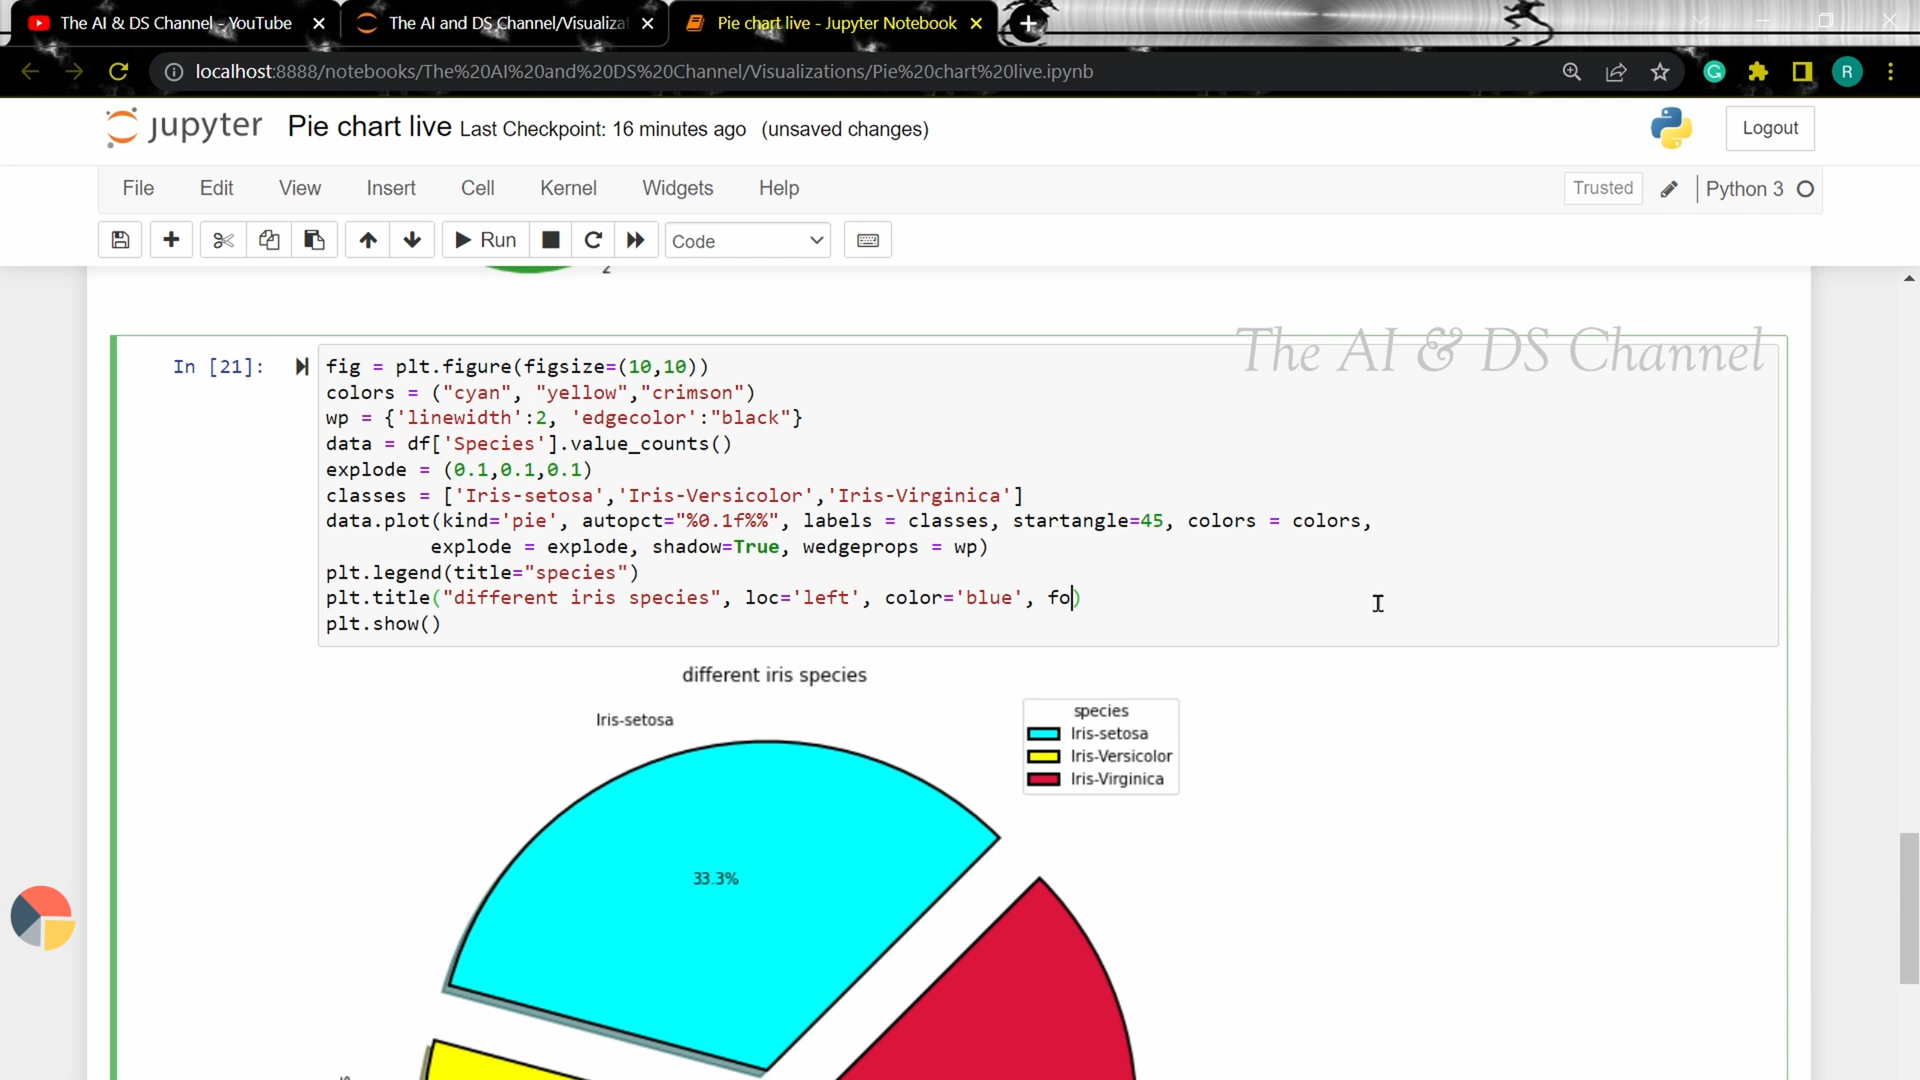 The AI & DS Channel - YouTube
The AI and DS Channel/Visualizat
Pie chart live - Jupyter Notebook
localhost:8888/notebooks/The%20AI%20and%20DS%20Channel/Visualizations/Pie%20chart%20live.ipynb
R
jupyter Pie chart live Last Checkpoint: 16 minutes ago (unsaved changes)
Logout
File Edit View Insert Cell Kernel Widgets Help
Trusted Python 3
Run Code
2
The AI & DS Channel
In [21]:
fig = plt.figure(figsize=(10,10))
colors = ("cyan", "yellow","crimson")
wp = {'linewidth':2, 'edgecolor':"black"}
data = df['Species'].value_counts()
explode = (0.1,0.1,0.1)
classes = ['Iris-setosa','Iris-Versicolor','Iris-Virginica']
data.plot(kind='pie', autopct="%0.1f%%", labels = classes, startangle=45, colors = colors,
explode = explode, shadow=True, wedgeprops = wp)
plt.legend(title="species")
plt.title("different iris species", loc='left', color='blue', fo)
plt.show()
different iris species
Iris-setosa
species
Iris-setosa
Iris-Versicolor
Iris-Virginica
33.3%